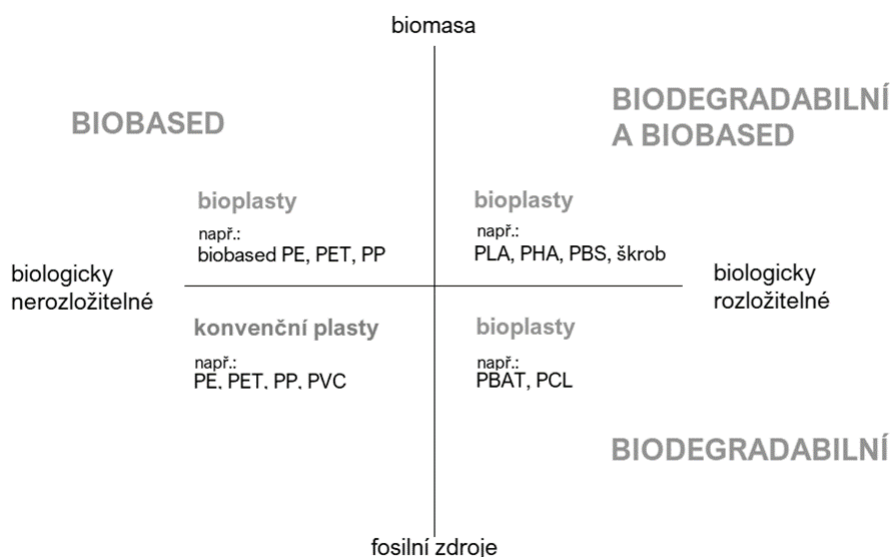 biomasa
BIOBASED
BIODEGRADABILNÍ
A BIOBASED
bioplasty
např.:
biobased PE, PET, PP
bioplasty
např.:
PLA, PHA, PBS, škrob
biologicky
nerozložitelné
biologicky
rozložitelné
konvenční plasty
např.:
PE, PET, PP, PVC
bioplasty
např.:
PBAT, PCL
BIODEGRADABILNÍ
fosilní zdroje